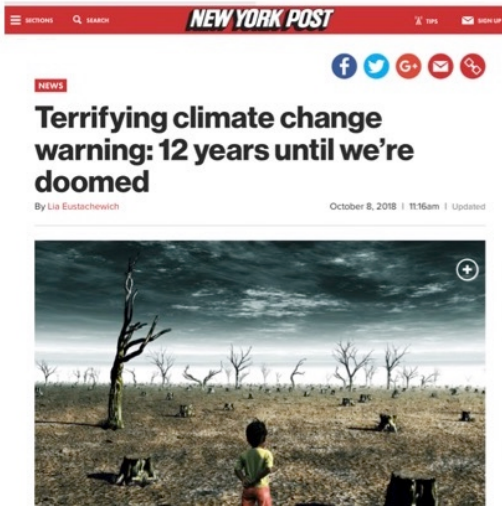 SECTIONS SEARCH NEW YORK POST TIPS SIGN UP
NEWS
Terrifying climate change
warning: 12 years until we’re
doomed
By Lia Eustachewich October 8, 2018 | 11:16am | Updated